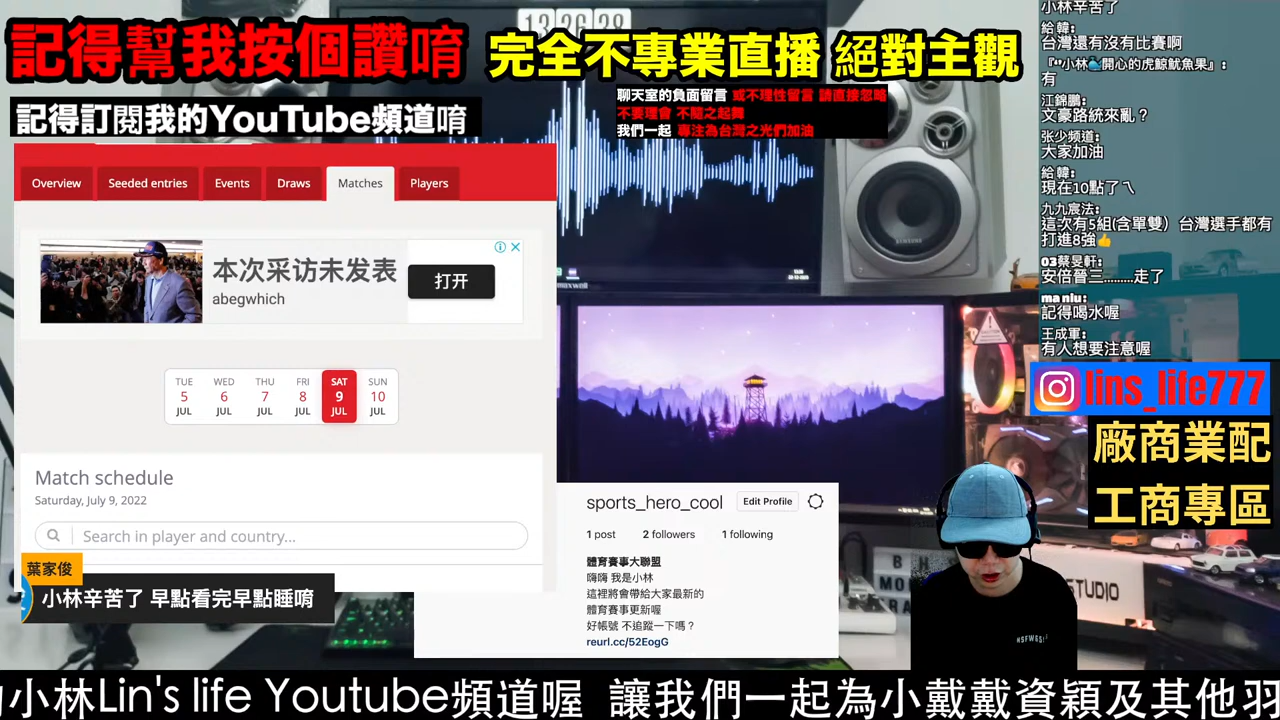 記得幫我按個讚唷
完全不專業直播 絕對主觀
記得訂閱我的YouTube頻道唷
聊天室的負面留言 或不理性留言 請直接忽略
不要理會 不隨之起舞
我們一起 專注為台灣之光們加油
Overview
Seeded entries
Events
Draws
Matches
Players
本次采访未发表
abegwhich
打开
TUE WED THU FRI SAT SUN
5 6 7 8 9 10
JUL JUL JUL JUL JUL JUL
Match schedule
Saturday, July 9, 2022
Search in player and country...
葉家俊
小林辛苦了 早點看完早點睡唷
sports_hero_cool
Edit Profile
1 post 2 followers 1 following
體育賽事大聯盟
嗨嗨 我是小林
這裡將會帶給大家最新的
體育賽事更新喔
好帳號 不追蹤一下嗎？
reurl.cc/52EogG
小林辛苦了
給 韓:
台灣還有沒有比賽啊
小林🐳開心的虎鯨魷魚果』:
有
江錦鵬:
文豪路統來亂？
张少频道:
大家加油
給 韓:
現在10點了ㄟ
九九宸法:
這次有5組(含單雙）台灣選手都有
打進8強👍
03蔡旻軒:
安倍晉三.........走了
ma niu:
記得喝水喔
王成軍:
有人想要注意喔
lins_life777
廠商業配
工商專區
STUDIO
小林Lin's life Youtube頻道喔 讓我們一起為小戴戴資穎及其他羽